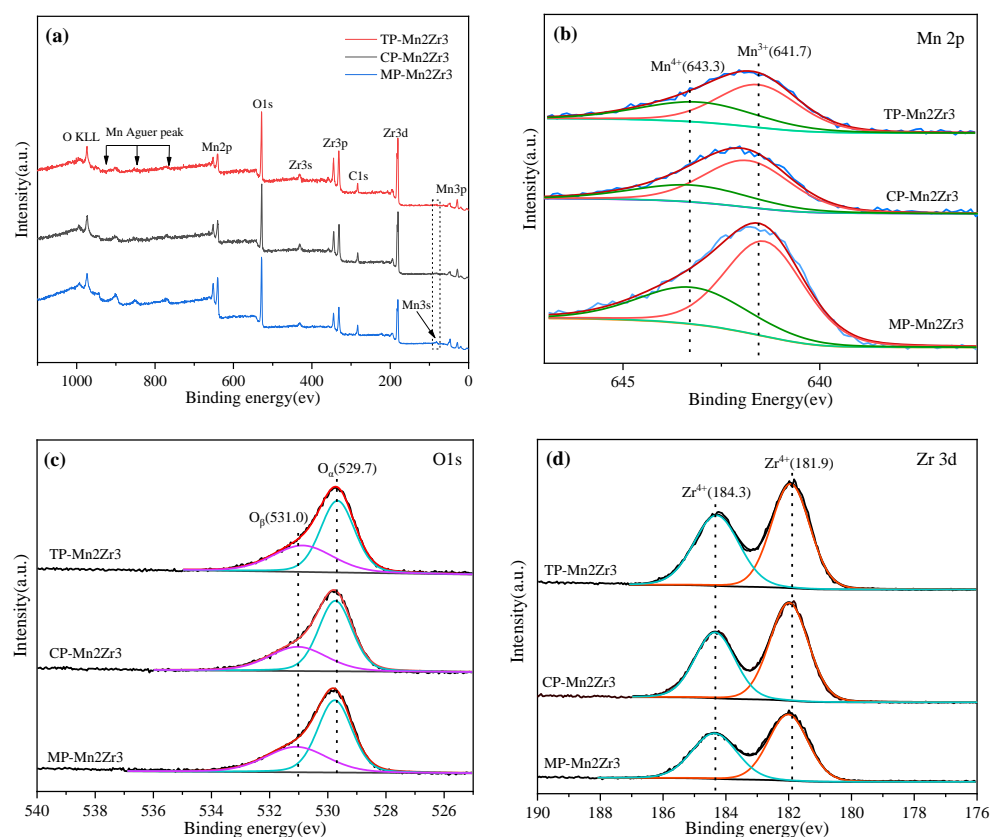 (a)
TP-Mn2Zr3
CP-Mn2Zr3
MP-Mn2Zr3
O1s
O KLL
Mn Aguer peak
Mn2p
Zr3s
Zr3p
C1s
Zr3d
Mn3p
Mn3s
Intensity(a.u.)
1000 800 600 400 200 0
Binding energy(ev)
(b)
Mn 2p
Mn³⁺(641.7)
Mn⁴⁺(643.3)
TP-Mn2Zr3
CP-Mn2Zr3
MP-Mn2Zr3
Intensity(a.u.)
645 640
Binding Energy(ev)
(c)
O1s
Oα(529.7)
Oβ(531.0)
TP-Mn2Zr3
CP-Mn2Zr3
MP-Mn2Zr3
Intensity(a.u.)
540 538 536 534 532 530 528 526
Binding energy(ev)
(d)
Zr 3d
Zr⁴⁺(181.9)
Zr⁴⁺(184.3)
TP-Mn2Zr3
CP-Mn2Zr3
MP-Mn2Zr3
Intensity(a.u.)
190 188 186 184 182 180 178 176
Binding energy(ev)